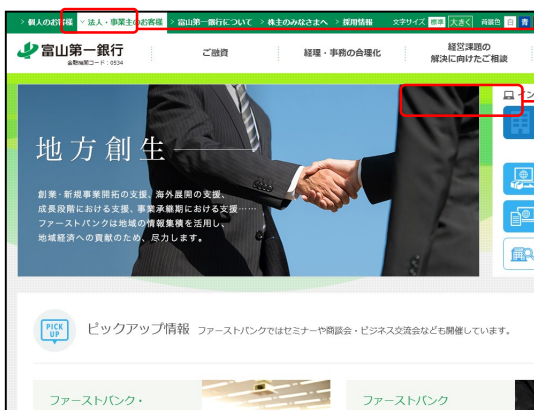 > 個人のお客様 ∨ 法人・事業主のお客様 > 富山第一銀行について > 株主のみなさまへ > 採用情報 文字サイズ 標準 大きく 背景色 白 青
富山第一銀行
金融機関コード：0534
ご融資 経理・事務の合理化 経営課題の
解決に向けたご相談
イン
地方創生
創業・新規事業開拓の支援、海外展開の支援、
成長段階における支援、事業承継期における支援……
ファーストバンクは地域の情報集積を活用し、
地域経済への貢献のため、尽力します。
PICK
UP
ピックアップ情報 ファーストバンクではセミナーや商談会・ビジネス交流会なども開催しています。
ファーストバンク・
ファーストバンク